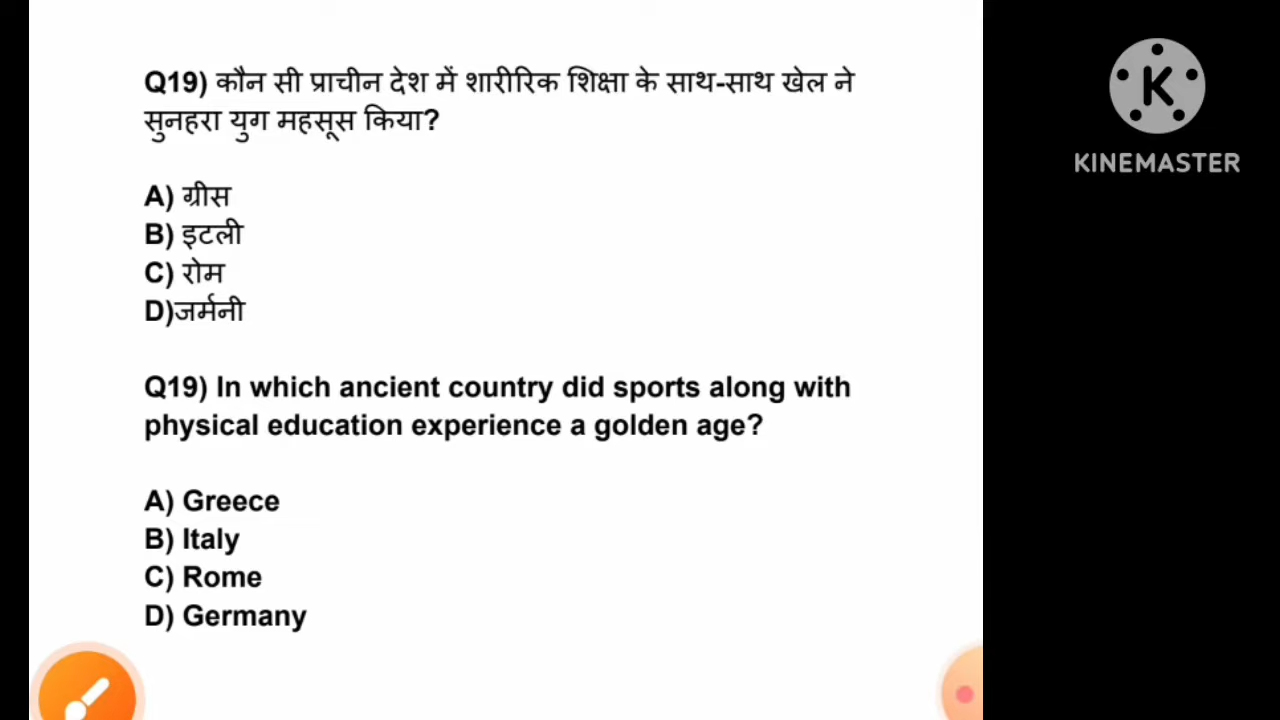 Q19) कौन सी प्राचीन देश में शारीरिक शिक्षा के साथ-साथ खेल ने
सुनहरा युग महसूस किया?
A) ग्रीस
B) इटली
C) रोम
D)जर्मनी
Q19) In which ancient country did sports along with
physical education experience a golden age?
A) Greece
B) Italy
C) Rome
D) Germany
K
KINEMASTER